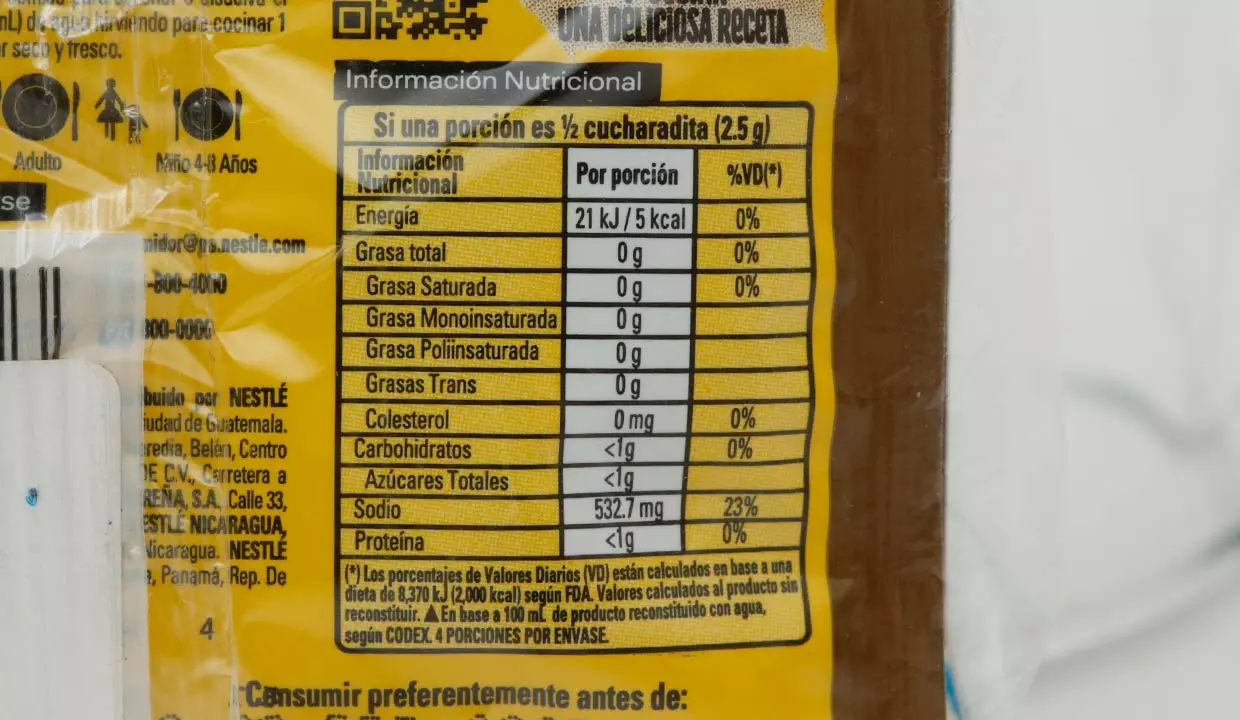 mL) de agua hirviendo para cocinar 1
r seco y fresco.
Adulto
Niño 4-8 Años
se
UNA DELICIOSA RECETA
Información Nutricional
Si una porción es ½ cucharadita (2.5 g)
Información Nutricional Por porción %VD(*)
Energía 21 kJ / 5 kcal 0%
Grasa total 0 g 0%
Grasa Saturada 0 g 0%
Grasa Monoinsaturada 0 g
Grasa Poliinsaturada 0 g
Grasas Trans 0 g
Colesterol 0 mg 0%
Carbohidratos <1g 0%
Azúcares Totales <1g
Sodio 532.7 mg 23%
Proteína <1g 0%
(*) Los porcentajes de Valores Diarios (VD) están calculados en base a una
dieta de 8,370 kJ (2,000 kcal) según FDA. Valores calculados al producto sin
reconstituir. ▲En base a 100 mL de producto reconstituido con agua,
según CODEX. 4 PORCIONES POR ENVASE.
midor@pa.nestle.com
-800-4000
800-0000
buido por NESTLÉ
iudad de Guatemala.
eredia, Belén, Centro
DE C.V., Carretera a
REÑA, S.A. Calle 33,
ESTLÉ NICARAGUA,
Nicaragua. NESTLÉ
Panamá, Rep. De
4
Consumir preferentemente antes de: